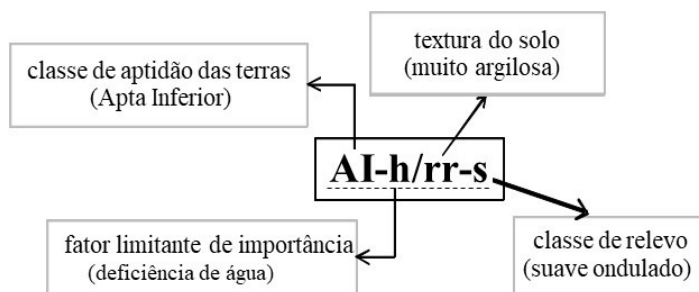 textura do solo
(muito argilosa)
classe de aptidão das terras
(Apta Inferior)
AI-h/rr-s
fator limitante de importância
(deficiência de água)
classe de relevo
(suave ondulado)